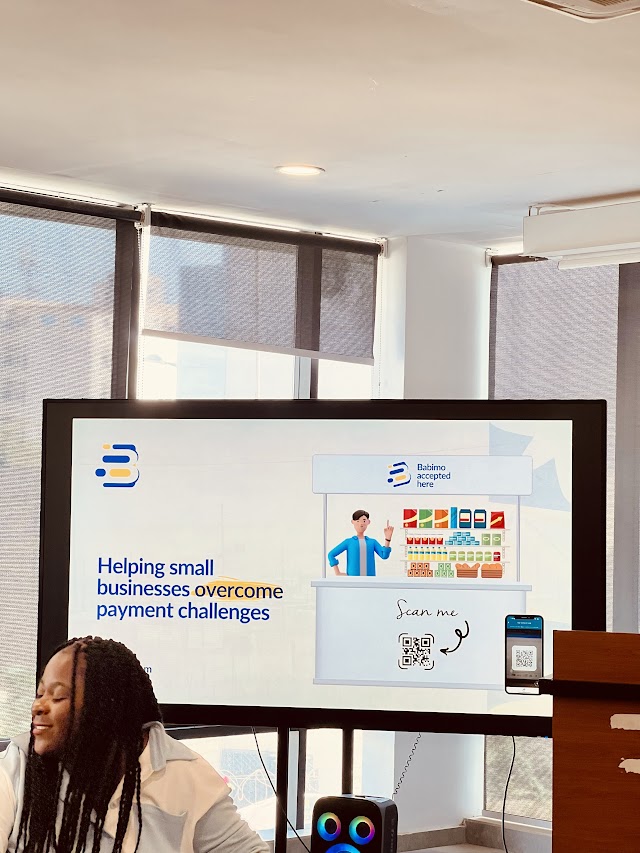 Babimo
accepted
here
Helping small
businesses overcome
payment challenges
Scan me